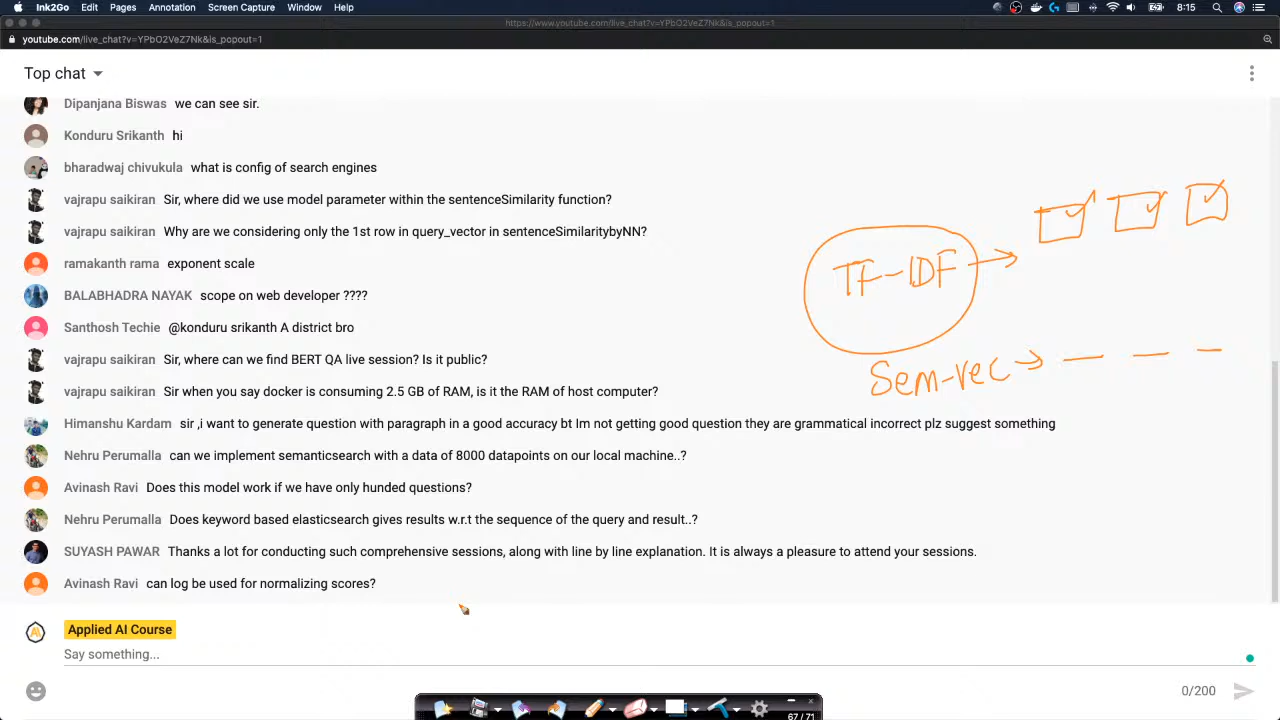 Ink2Go Edit Pages Annotation Screen Capture Window Help 8:15
https://www.youtube.com/live_chat?v=YPbO2VeZ7Nk&is_popout=1
youtube.com/live_chat?v=YPbO2VeZ7Nk&is_popout=1
Top chat
Dipanjana Biswas we can see sir.
Konduru Srikanth hi
bharadwaj chivukula what is config of search engines
vajrapu saikiran Sir, where did we use model parameter within the sentenceSimilarity function?
vajrapu saikiran Why are we considering only the 1st row in query_vector in sentenceSimilaritybyNN?
ramakanth rama exponent scale
TF-IDF
BALABHADRA NAYAK scope on web developer ????
Santhosh Techie @konduru srikanth A district bro
vajrapu saikiran Sir, where can we find BERT QA live session? Is it public?
Sem-vec
vajrapu saikiran Sir when you say docker is consuming 2.5 GB of RAM, is it the RAM of host computer?
Himanshu Kardam sir ,i want to generate question with paragraph in a good accuracy bt Im not getting good question they are grammatical incorrect plz suggest something
Nehru Perumalla can we implement semanticsearch with a data of 8000 datapoints on our local machine..?
Avinash Ravi Does this model work if we have only hunded questions?
Nehru Perumalla Does keyword based elasticsearch gives results w.r.t the sequence of the query and result..?
SUYASH PAWAR Thanks a lot for conducting such comprehensive sessions, along with line by line explanation. It is always a pleasure to attend your sessions.
Avinash Ravi can log be used for normalizing scores?
Applied AI Course
Say something...
0/200
67 / 71